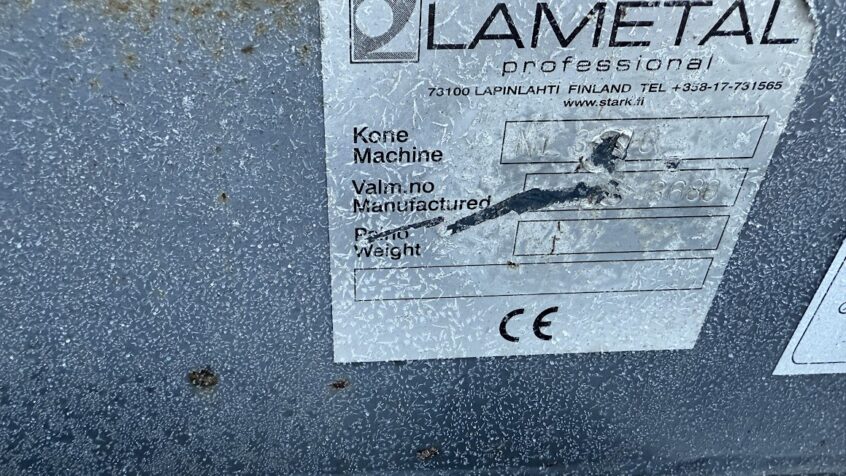 LAMETAL
professional
73100 LAPINLAHTI FINLAND TEL +358-17-731565
www.stark.fi
Kone
Machine
Valm.no
Manufactured
Paino
Weight
CE